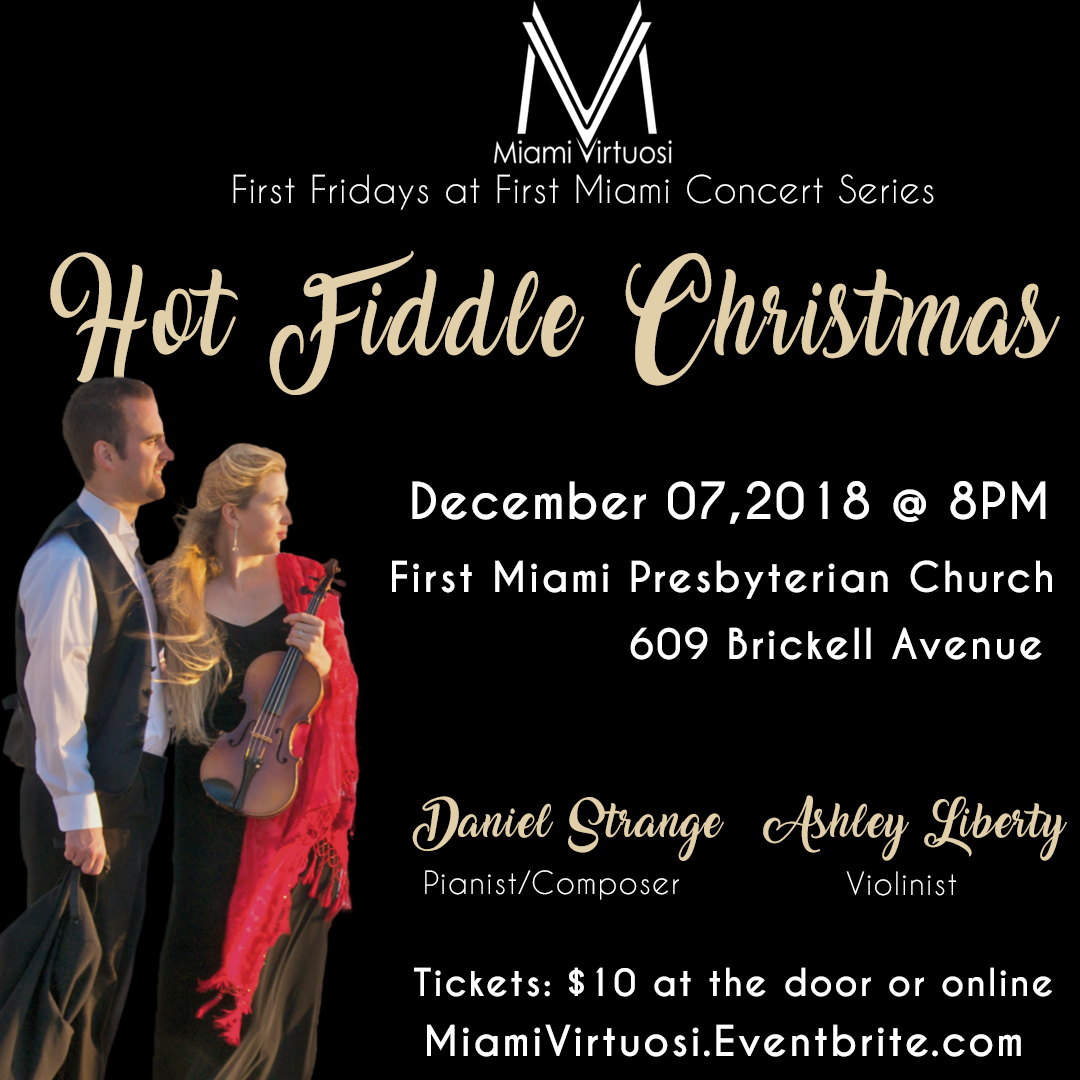 Miami Virtuosi
First Fridays at First Miami Concert Series
Hot Fiddle Christmas
December 07,2018 @ 8PM
First Miami Presbyterian Church
609 Brickell Avenue
Daniel Strange Ashley Liberty
Pianist/Composer Violinist
Tickets: $10 at the door or online
MiamiVirtuosi.Eventbrite.com